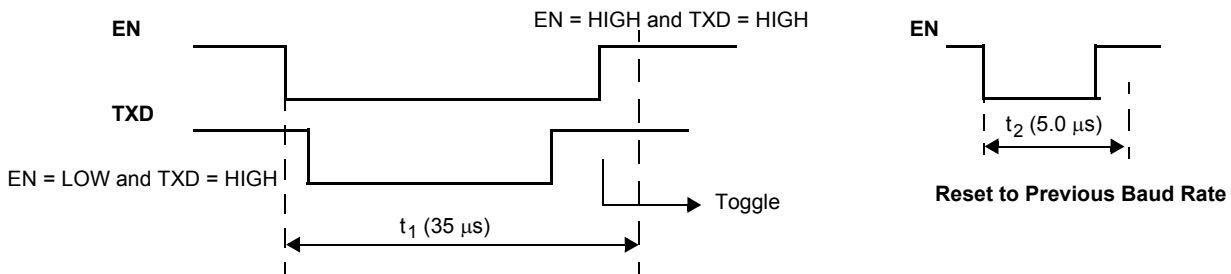 EN = HIGH and TXD = HIGH
EN
EN
TXD
t2 (5.0 μs)
EN = LOW and TXD = HIGH
Reset to Previous Baud Rate
Toggle
t1 (35 μs)